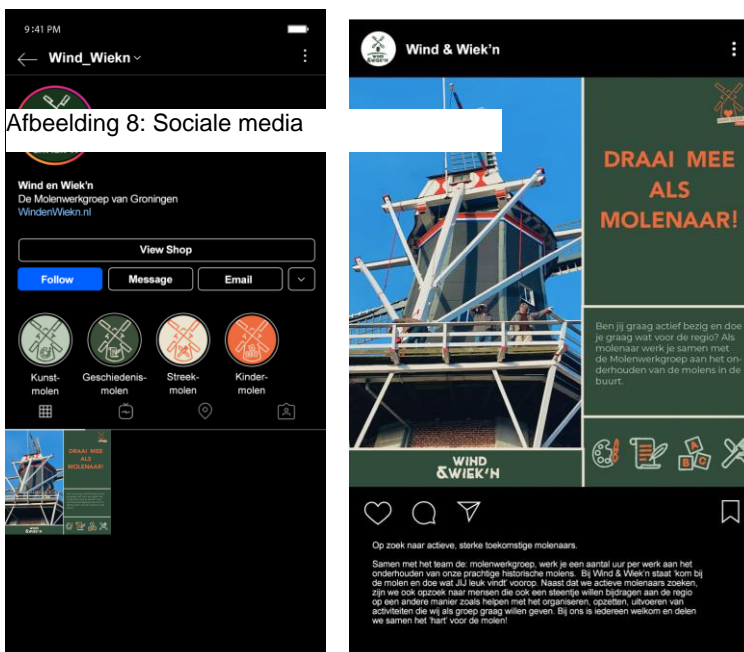 9:41 PM
Wind_Wiekn
Afbeelding 8: Sociale media
Wind en Wiek'n
De Molenwerkgroep van Groningen
WindenWiekn.nl
View Shop
Follow
Message
Email
Kunst-
molen
Geschiedenis-
molen
Streek-
molen
Kinder-
molen
DRAAI MEE
ALS
MOLENAAR!
WIND
&WIEK'N
Wind & Wiek'n
WIND
&WIEK'N
DRAAI MEE
ALS
MOLENAAR!
Ben jij graag actief bezig en doe
je graag wat voor de regio? Als
molenaar werk je samen met
de Molenwerkgroep aan het on-
derhouden van de molens in de
buurt.
WIND
&WIEK'N
A
B
C
Op zoek naar actieve, sterke toekomstige molenaars.
Samen met het team de: molenwerkgroep, werk je een aantal uur per werk aan het
onderhouden van onze prachtige historische molens. Bij Wind & Wiek'n staat 'kom bij
de molen en doe wat JIJ leuk vindt' voorop. Naast dat we actieve molenaars zoeken,
zijn we ook opzoek naar mensen die ook een steentje willen bijdragen aan de regio
op een andere manier zoals helpen met het organiseren, opzetten, uitvoeren van
activiteiten die wij als groep graag willen geven. Bij ons is iedereen welkom en delen
we samen het 'hart' voor de molen!